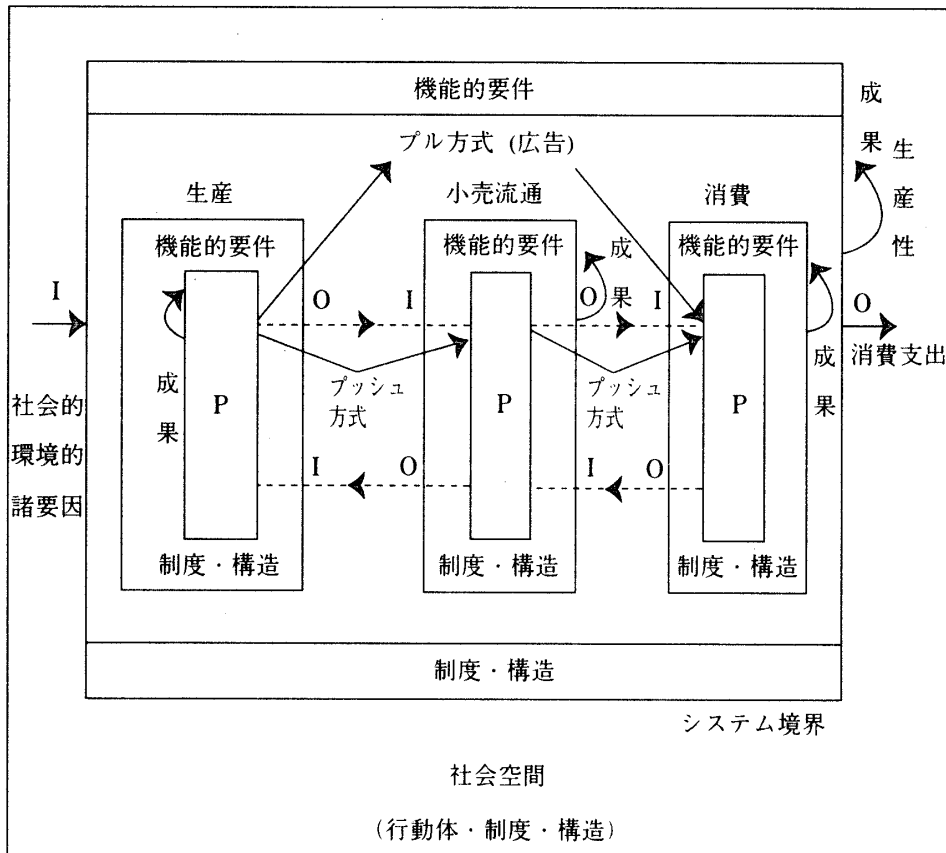 機能的要件
成果
生産性
プル方式 (広告)
生産
小売流通
消費
機能的要件
機能的要件
機能的要件
成果
I
O
I
O
I
O
消費支出
プッシュ
方式
プッシュ
方式
成果
成果
P
P
P
社会的
環境的
諸要因
I
O
I
O
制度・構造
制度・構造
制度・構造
制度・構造
システム境界
社会空間
(行動体・制度・構造)